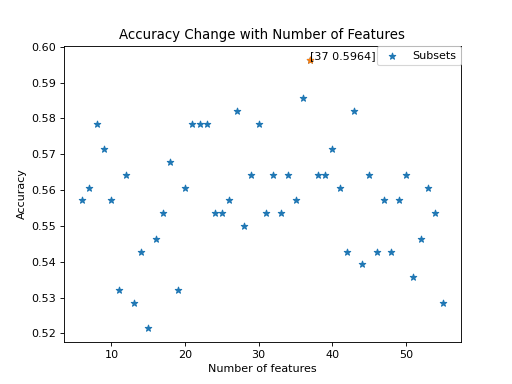 Accuracy Change with Number of Features
[37 0.5964]
Subsets
0.60
0.59
0.58
0.57
0.56
0.55
0.54
0.53
0.52
Accuracy
10 20 30 40 50
Number of features